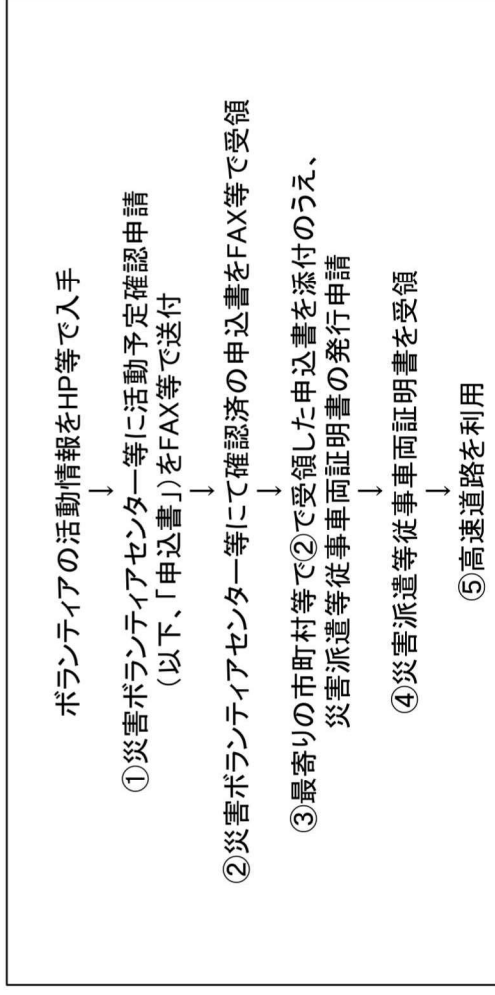 ボランティアの活動情報をHP等で入手
↓
①災害ボランティアセンター等に活動予定確認申請
(以下、「申込書」)をFAX等で送付
↓
②災害ボランティアセンター等にて確認済の申込書をFAX等で受領
↓
③最寄りの市町村等で②で受領した申込書を添付のうえ、
災害派遣等従事車両証明書の発行申請
↓
④災害派遣等従事車両証明書を受領
↓
⑤高速道路を利用